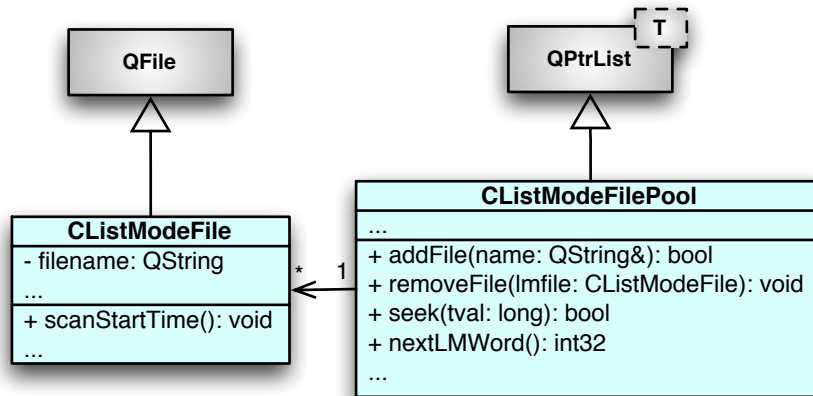 QFile
T
QPtrList
CListModeFile
- filename: QString
...
+ scanStartTime(): void
...
* 1
CListModeFilePool
...
+ addFile(name: QString&): bool
+ removeFile(lmfile: CListModeFile): void
+ seek(tval: long): bool
+ nextLMWord(): int32
...